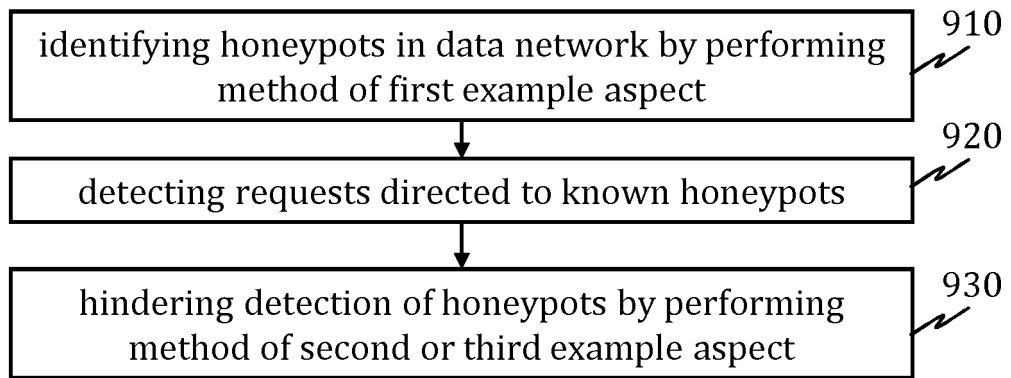 910
identifying honeypots in data network by performing
method of first example aspect
920
detecting requests directed to known honeypots
930
hindering detection of honeypots by performing
method of second or third example aspect